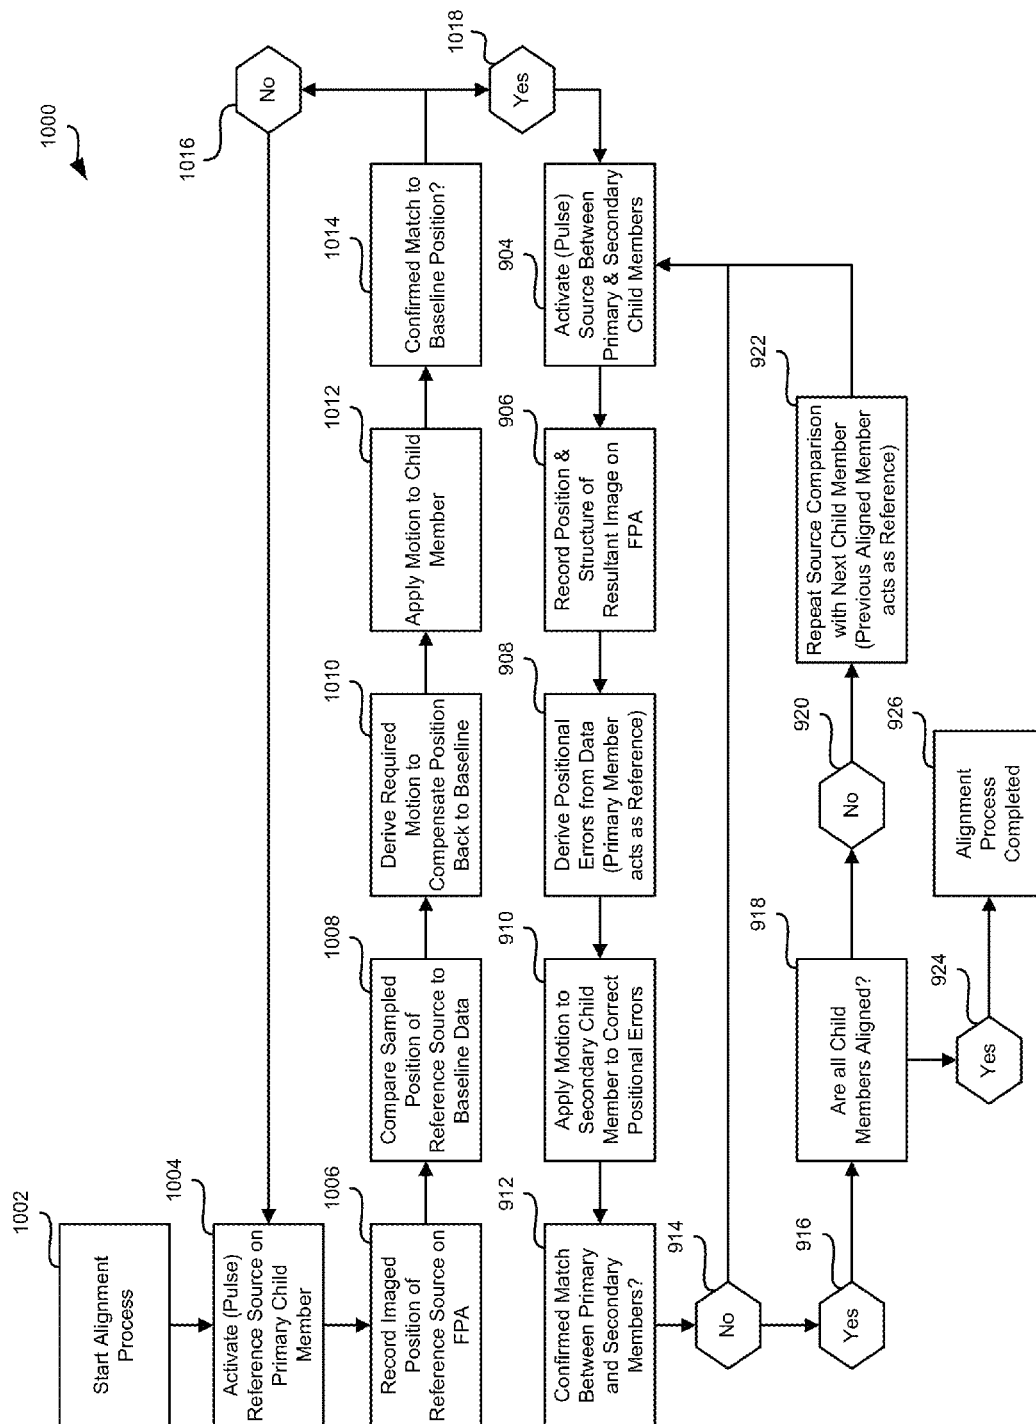 1000
1002
Start Alignment
Process
1004
Activate (Pulse)
Reference Source on
Primary Child
Member
1006
Record Imaged
Position of
Reference Source on
FPA
1008
Compare Sampled
Position of
Reference Source to
Baseline Data
1010
Derive Required
Motion to
Compensate Position
Back to Baseline
1012
Apply Motion to Child
Member
1014
Confirmed Match to
Baseline Position?
1016
No
1018
Yes
904
Activate (Pulse)
Source Between
Primary & Secondary
Child Members
906
Record Position &
Structure of
Resultant Image on
FPA
908
Derive Positional
Errors from Data
(Primary Member
acts as Reference)
910
Apply Motion to
Secondary Child
Member to Correct
Positional Errors
912
Confirmed Match
Between Primary
and Secondary
Members?
914
No
916
Yes
918
Are all Child
Members Aligned?
920
No
922
Repeat Source Comparison
with Next Child Member
(Previous Aligned Member
acts as Reference)
924
Yes
926
Alignment
Process
Completed